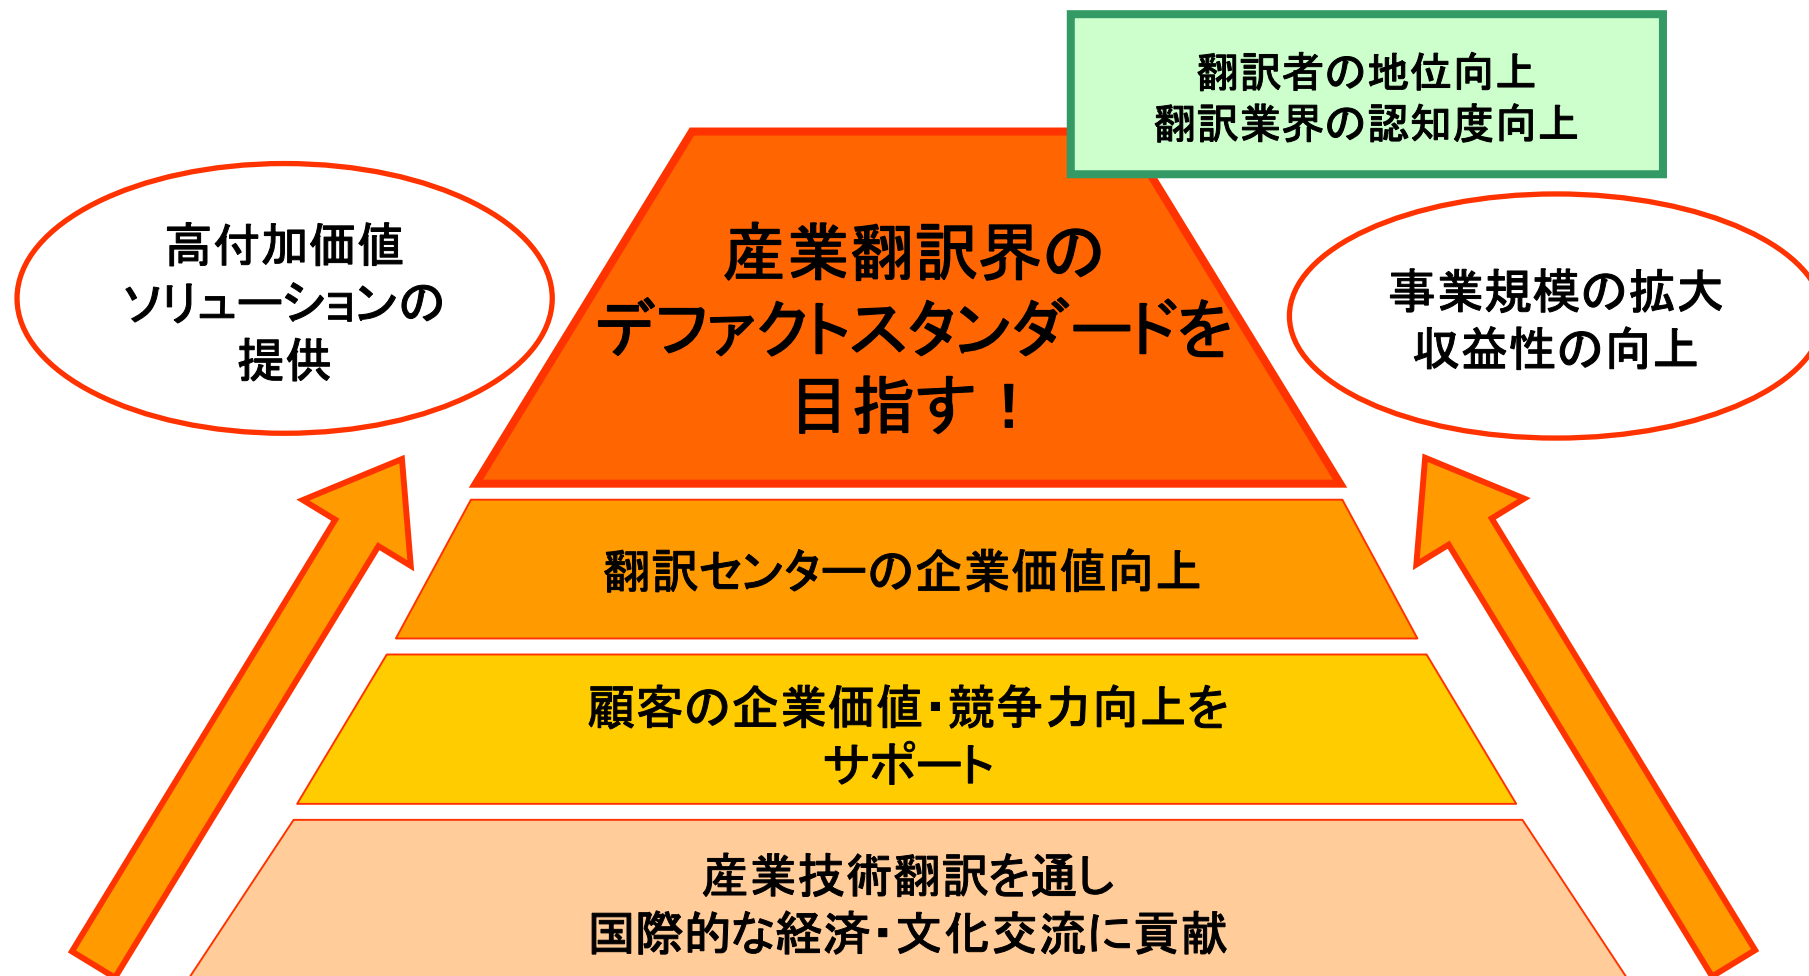 翻訳者の地位向上
翻訳業界の認知度向上
高付加価値
ソリューションの
提供
産業翻訳界の
デファクトスタンダードを
目指す！
事業規模の拡大
収益性の向上
翻訳センターの企業価値向上
顧客の企業価値・競争力向上を
サポート
産業技術翻訳を通し
国際的な経済・文化交流に貢献